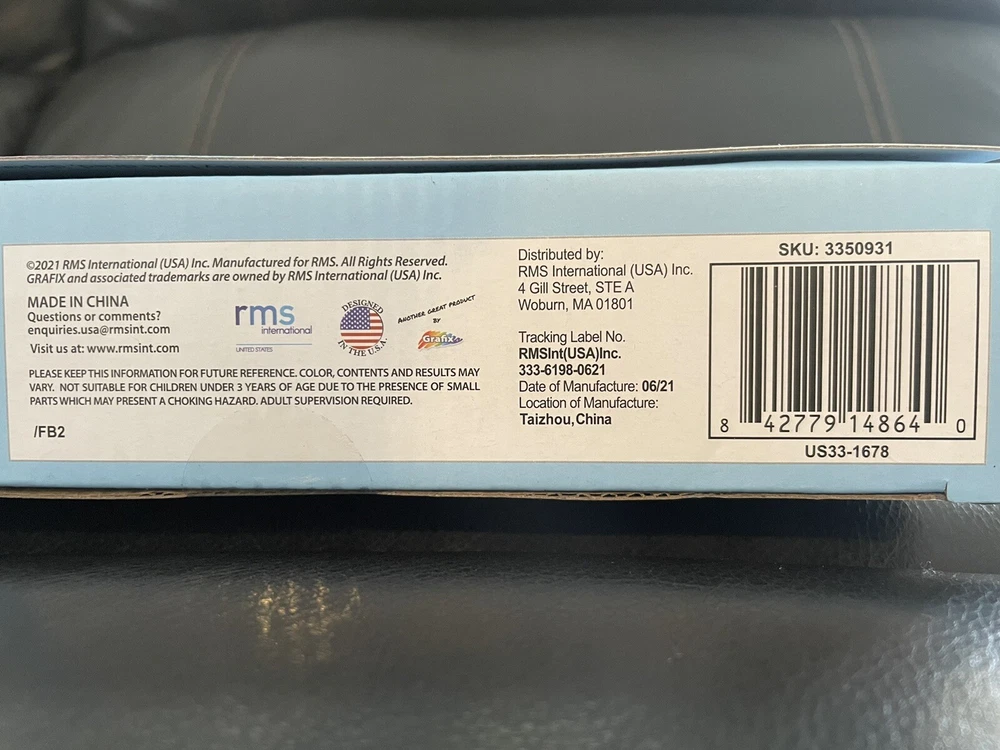 ©2021 RMS International (USA) Inc. Manufactured for RMS. All Rights Reserved.
GRAFIX and associated trademarks are owned by RMS International (USA) Inc.
MADE IN CHINA
Questions or comments?
enquiries.usa@rmsint.com
Visit us at: www.rmsint.com
rms
international
UNITED STATES
DESIGNED
IN THE U.S.A.
ANOTHER GREAT PRODUCT
BY
Grafix
PLEASE KEEP THIS INFORMATION FOR FUTURE REFERENCE. COLOR, CONTENTS AND RESULTS MAY
VARY. NOT SUITABLE FOR CHILDREN UNDER 3 YEARS OF AGE DUE TO THE PRESENCE OF SMALL
PARTS WHICH MAY PRESENT A CHOKING HAZARD. ADULT SUPERVISION REQUIRED.
/FB2
Distributed by:
RMS International (USA) Inc.
4 Gill Street, STE A
Woburn, MA 01801
Tracking Label No.
RMSInt(USA)Inc.
333-6198-0621
Date of Manufacture: 06/21
Location of Manufacture:
Taizhou,China
SKU: 3350931
8 42779 14864 0
US33-1678